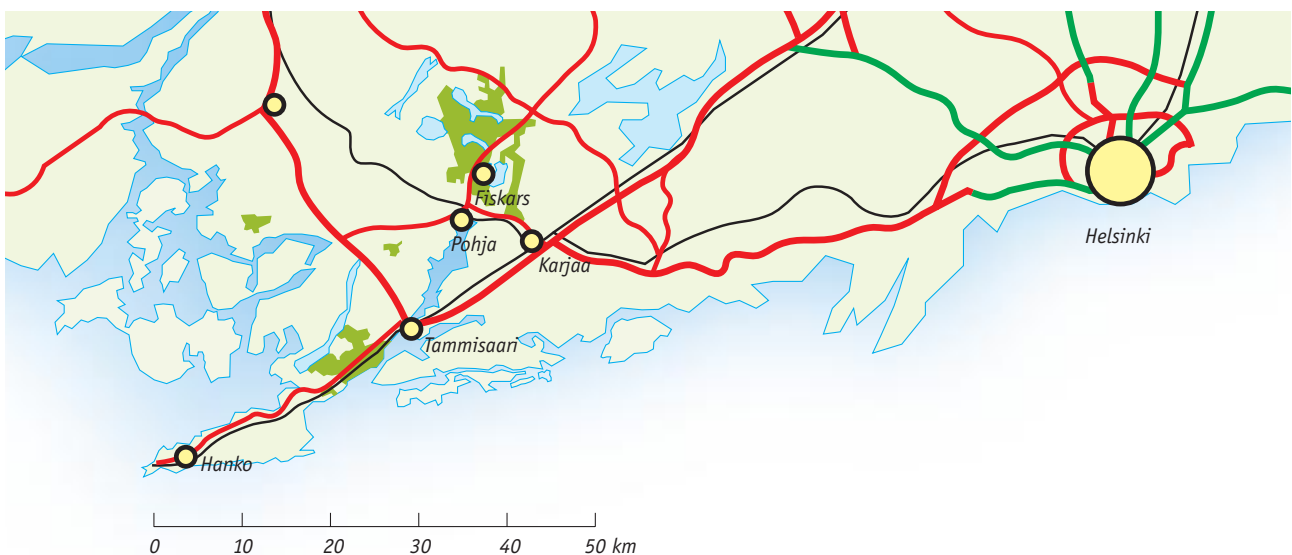 Fiskars
Pohja
Helsinki
Karjaa
Tammisaari
Hanko
0 10 20 30 40 50 km